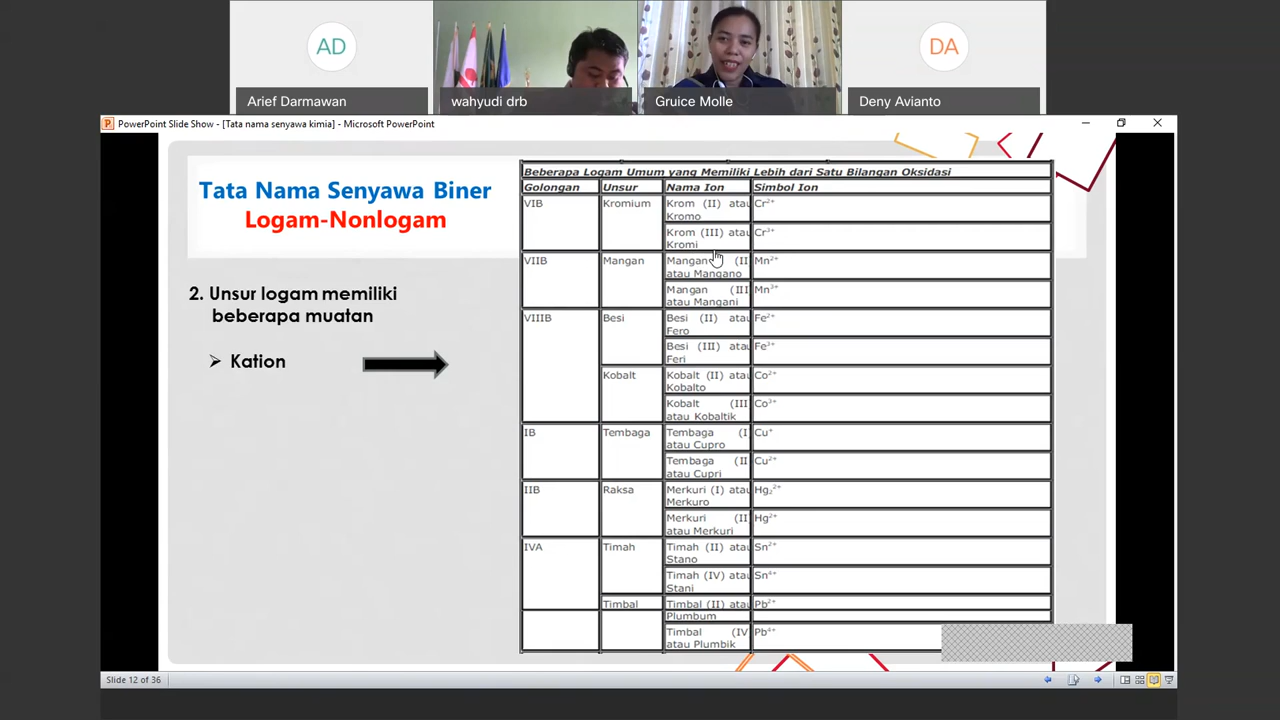 AD
DA
Arief Darmawan
wahyudi drb
Gruice Molle
Deny Avianto
PowerPoint Slide Show - [Tata nama senyawa kimia] - Microsoft PowerPoint
Tata Nama Senyawa Biner
Logam-Nonlogam
2. Unsur logam memiliki
beberapa muatan
➢ Kation
Beberapa Logam Umum yang Memiliki Lebih dari Satu Bilangan Oksidasi
Golongan Unsur Nama Ion Simbol Ion
VIB Kromium Krom (II) atau Cr²⁺
Kromo
Krom (III) atau Cr³⁺
Kromi
VIIB Mangan Mangan (II Mn²⁺
atau Mangano
Mangan (III Mn³⁺
atau Mangani
VIIIB Besi Besi (II) atau Fe²⁺
Fero
Besi (III) atau Fe³⁺
Feri
Kobalt Kobalt (II) atau Co²⁺
Kobalto
Kobalt (III Co³⁺
atau Kobaltik
IB Tembaga Tembaga (I Cu⁺
atau Cupro
Tembaga (II Cu²⁺
atau Cupri
IIB Raksa Merkuri (I) atau Hg₂²⁺
Merkuro
Merkuri (II Hg²⁺
atau Merkuri
IVA Timah Timah (II) atau Sn²⁺
Stano
Timah (IV) atau Sn⁴⁺
Stani
Timbal Timbal (II) atau Pb²⁺
Plumbum
Timbal (IV Pb⁴⁺
atau Plumbik
Slide 12 of 36